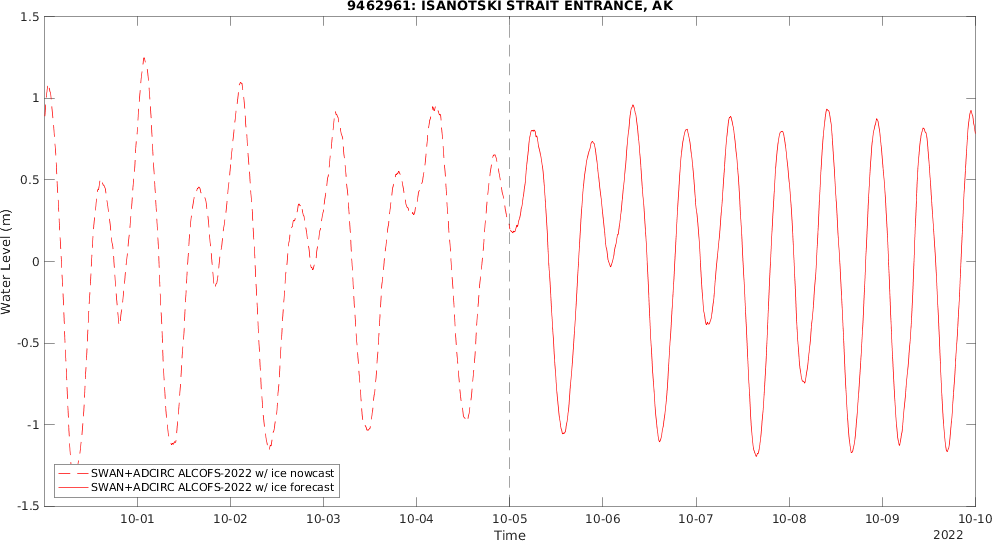 9462961: ISANOTSKI STRAIT ENTRANCE, AK
1.5
1
0.5
0
-0.5
-1
-1.5
Water Level (m)
SWAN+ADCIRC ALCOFS-2022 w/ ice nowcast
SWAN+ADCIRC ALCOFS-2022 w/ ice forecast
10-01 10-02 10-03 10-04 10-05 10-06 10-07 10-08 10-09 10-10
Time
2022